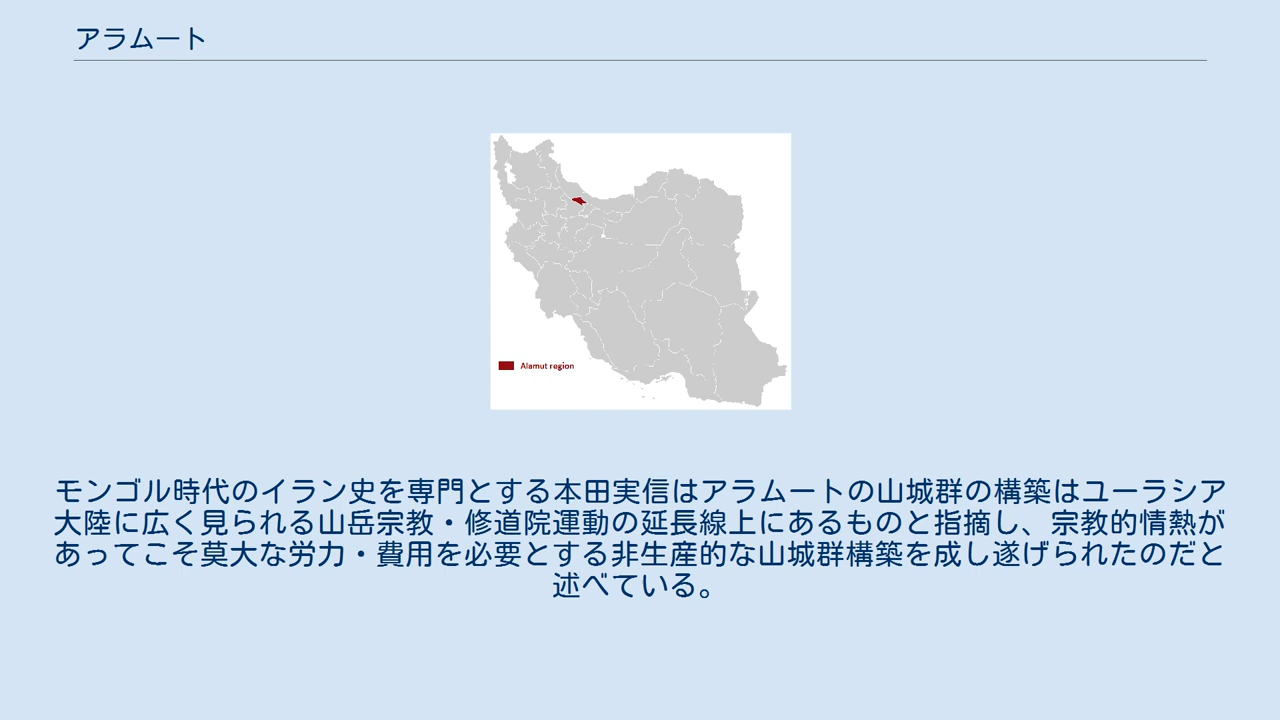 アラムート
Alamut region
モンゴル時代のイラン史を専門とする本田実信はアラムートの山城群の構築はユーラシア
大陸に広く見られる山岳宗教・修道院運動の延長線上にあるものと指摘し、宗教的情熱が
あってこそ莫大な労力・費用を必要とする非生産的な山城群構築を成し遂げられたのだと
述べている。